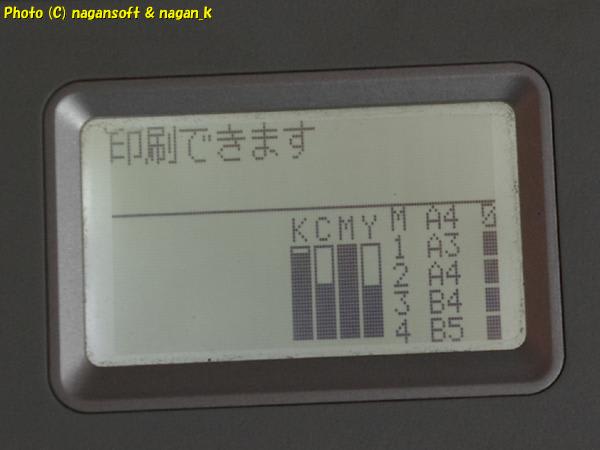 Photo (C) nagansoft & nagan_k
印刷できます
KCMY M A4 0
1 A3
2 A4
3 B4
4 B5